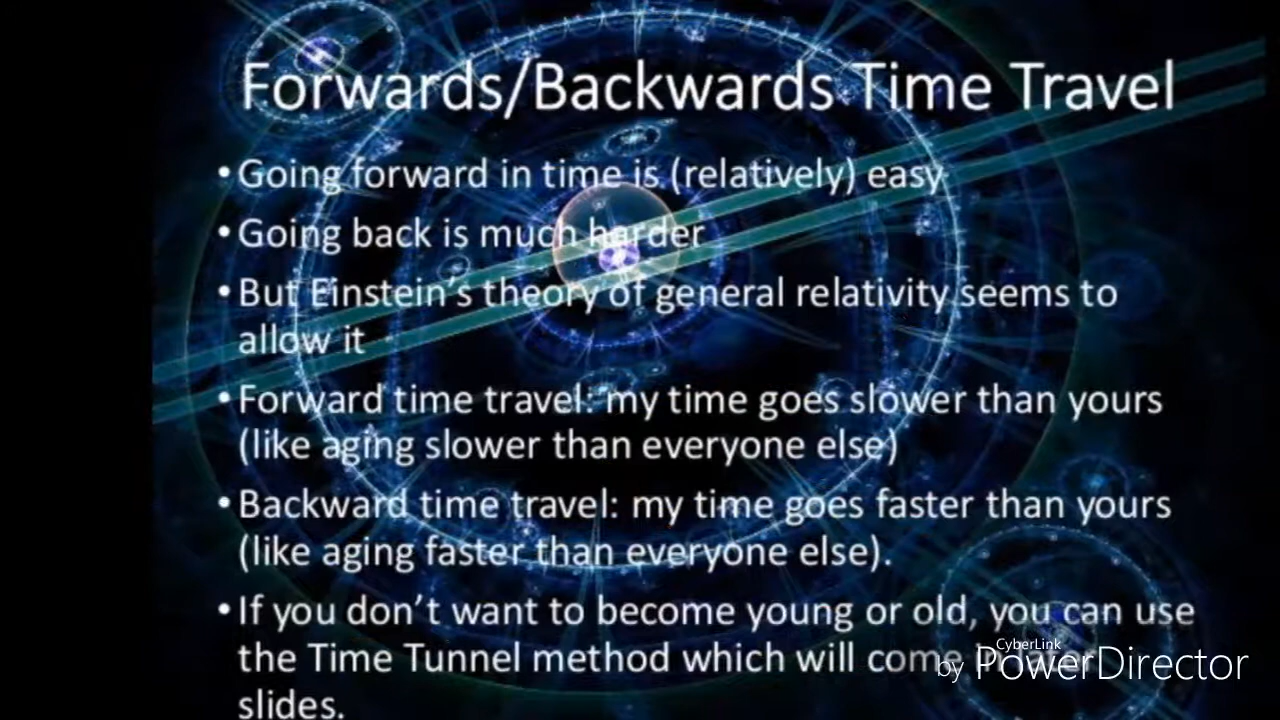 Forwards/Backwards Time Travel
• Going forward in time is (relatively) easy
• Going back is much harder
• But Einstein's theory of general relativity seems to
allow it
• Forward time travel: my time goes slower than yours
(like aging slower than everyone else)
• Backward time travel: my time goes faster than yours
(like aging faster than everyone else).
• If you don't want to become young or old, you can use
the Time Tunnel method which will come
slides.
CyberLink
by PowerDirector